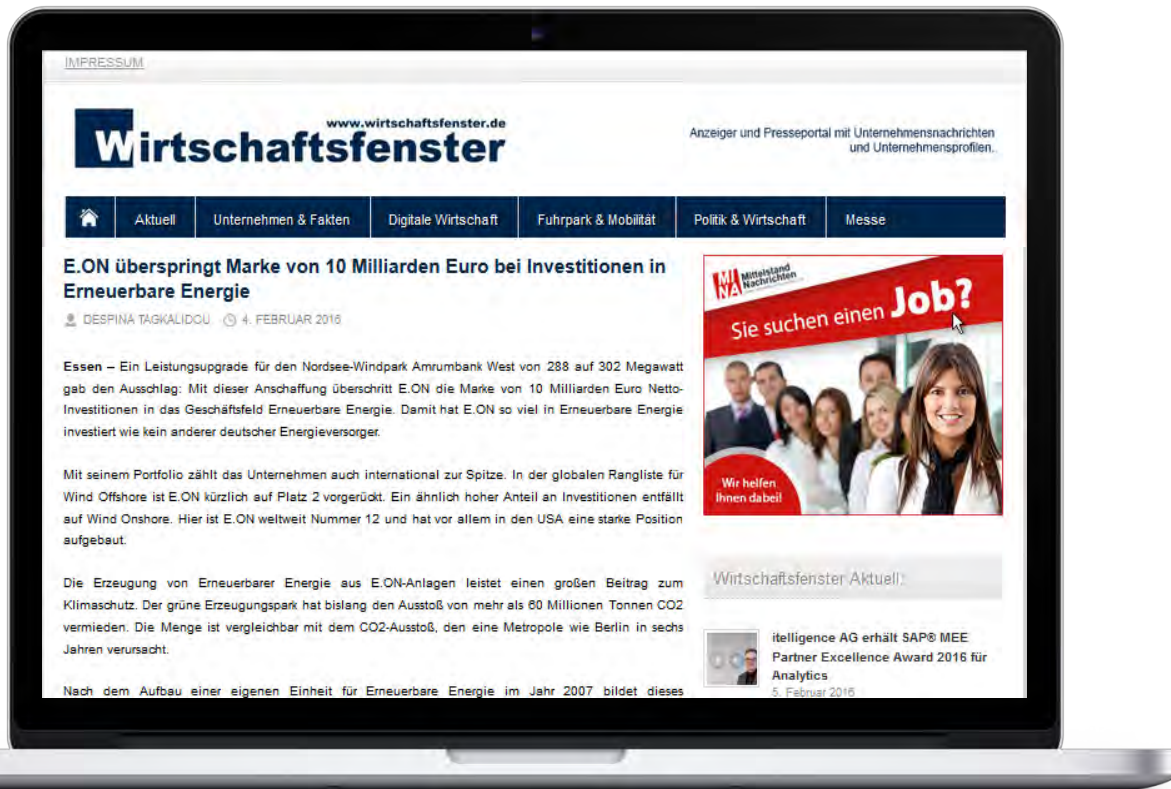 IMPRESSUM
www.wirtschaftsfenster.de
Wirtschaftsfenster
Anzeiger und Presseportal mit Unternehmensnachrichten
und Unternehmensprofilen.
Aktuell Unternehmen & Fakten Digitale Wirtschaft Fuhrpark & Mobilität Politik & Wirtschaft Messe
E.ON überspringt Marke von 10 Milliarden Euro bei Investitionen in
Erneuerbare Energie
DESPINA TAGKALIDOU 4. FEBRUAR 2016
Essen – Ein Leistungsupgrade für den Nordsee-Windpark Amrumbank West von 288 auf 302 Megawatt
gab den Ausschlag: Mit dieser Anschaffung überschritt E.ON die Marke von 10 Milliarden Euro Netto-
Investitionen in das Geschäftsfeld Erneuerbare Energie. Damit hat E.ON so viel in Erneuerbare Energie
investiert wie kein anderer deutscher Energieversorger.
Mit seinem Portfolio zählt das Unternehmen auch international zur Spitze. In der globalen Rangliste für
Wind Offshore ist E.ON kürzlich auf Platz 2 vorgerückt. Ein ähnlich hoher Anteil an Investitionen entfällt
auf Wind Onshore. Hier ist E.ON weltweit Nummer 12 und hat vor allem in den USA eine starke Position
aufgebaut.
Die Erzeugung von Erneuerbarer Energie aus E.ON-Anlagen leistet einen großen Beitrag zum
Klimaschutz. Der grüne Erzeugungspark hat bislang den Ausstoß von mehr als 60 Millionen Tonnen CO2
vermieden. Die Menge ist vergleichbar mit dem CO2-Ausstoß, den eine Metropole wie Berlin in sechs
Jahren verursacht.
Nach dem Aufbau einer eigenen Einheit für Erneuerbare Energie im Jahr 2007 bildet dieses
MINA Mittelstand
Nachrichten
Sie suchen einen Job?
Wir helfen
Ihnen dabei!
Wirtschaftsfenster Aktuell:
itelligence AG erhält SAP® MEE
Partner Excellence Award 2016 für
Analytics
5. Februar 2016